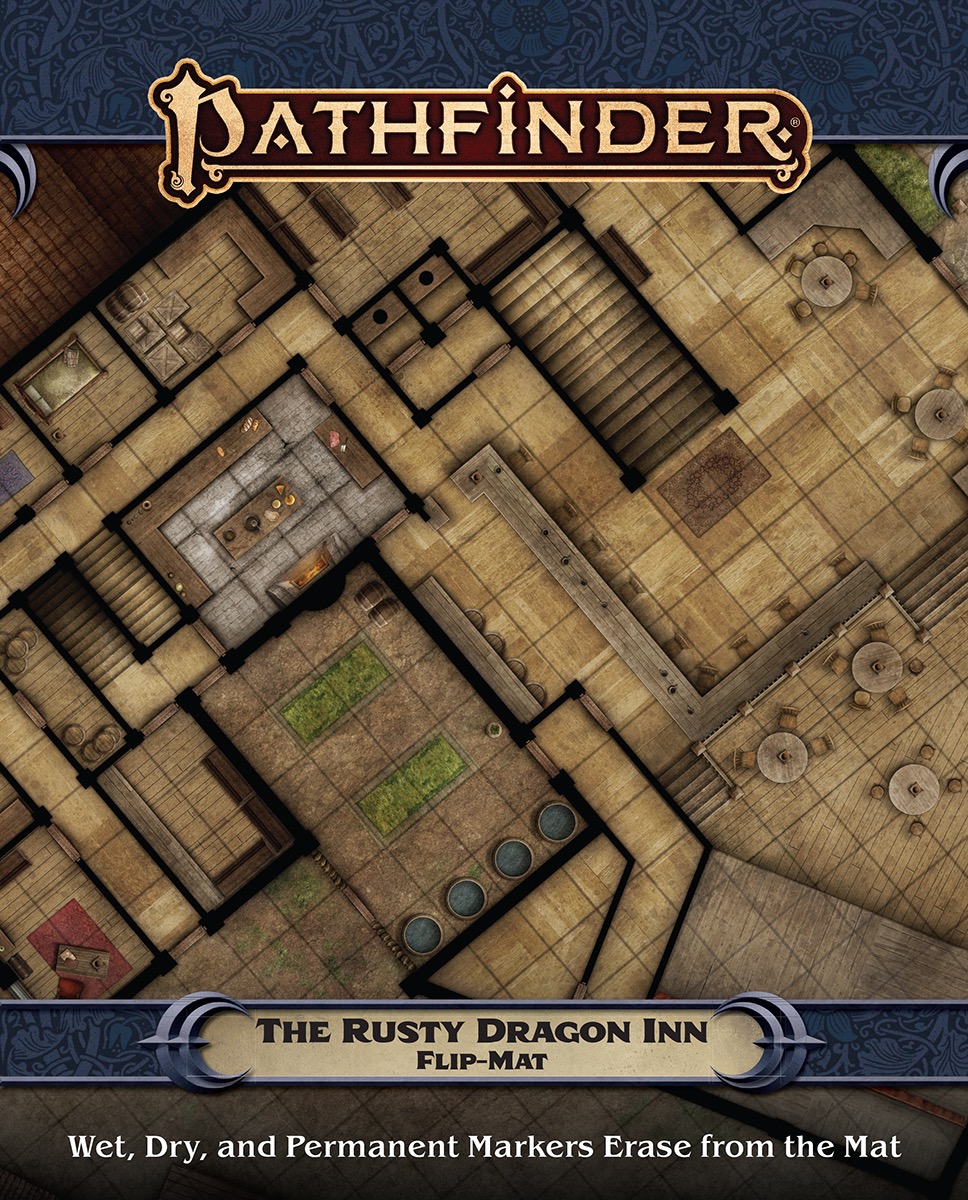 PATHFINDER®
THE RUSTY DRAGON INN
FLIP-MAT
Wet, Dry, and Permanent Markers Erase from the Mat